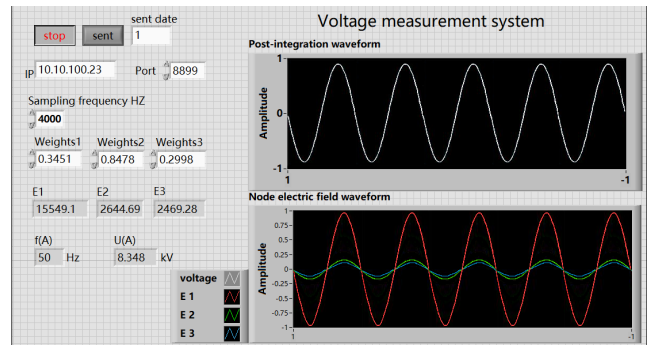 Voltage measurement system
sent date
stop sent 1
IP 10.10.100.23 Port 8899
Sampling frequency HZ
4000
Weights1 Weights2 Weights3
0.3451 0.8478 0.2998
E1 E2 E3
15549.1 2644.69 2469.28
f(A) U(A)
50 Hz 8.348 kV
Post-integration waveform
Amplitude
1
0
-1
1 -1
Node electric field waveform
Amplitude
1
0.75
0.5
0.25
0
-0.25
-0.5
-0.75
-1
1 -1
voltage
E 1
E 2
E 3